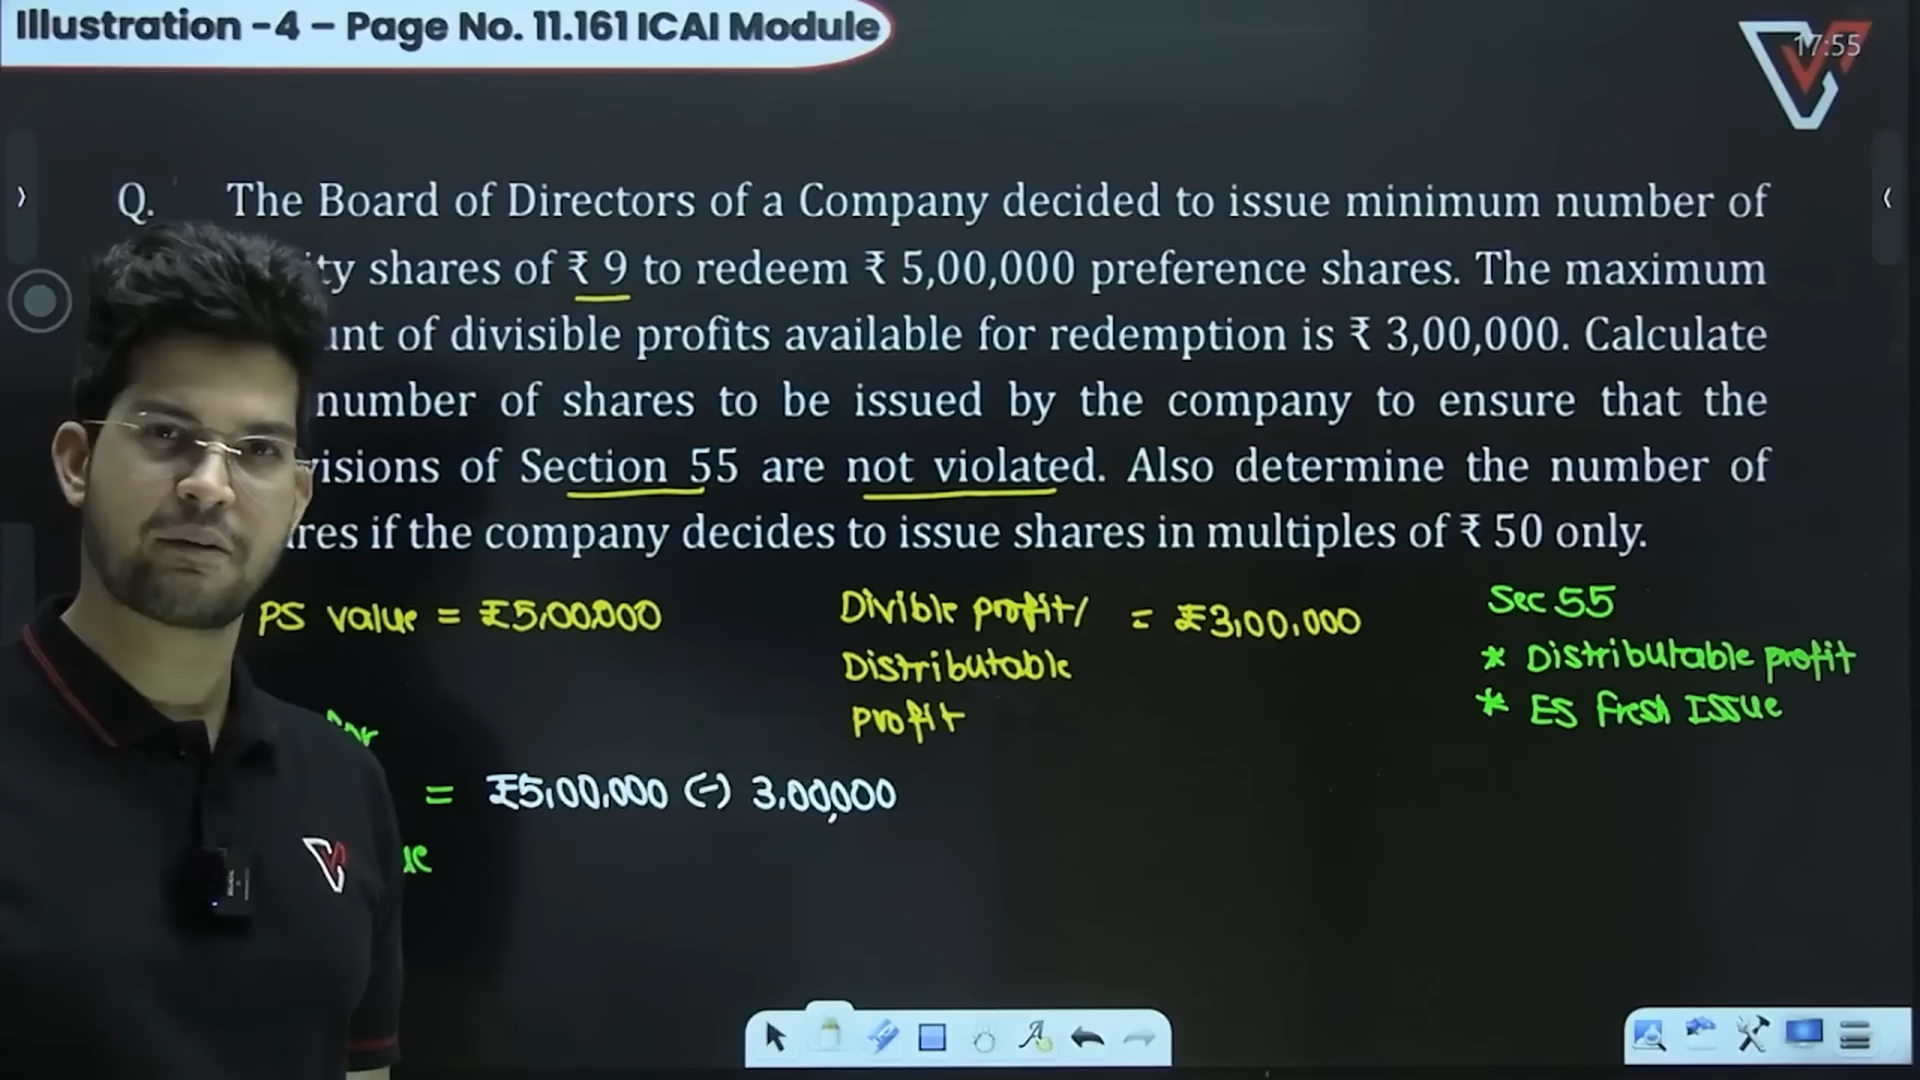 Illustration -4 – Page No. 11.161 ICAI Module
17:55
Q. The Board of Directors of a Company decided to issue minimum number of
ty shares of ₹ 9 to redeem ₹ 5,00,000 preference shares. The maximum
unt of divisible profits available for redemption is ₹ 3,00,000. Calculate
number of shares to be issued by the company to ensure that the
visions of Section 55 are not violated. Also determine the number of
res if the company decides to issue shares in multiples of ₹ 50 only.
PS value = ₹5,00,000
Divible profit/ = ₹3,00,000
Distributable
profit
Sec 55
* Distributable profit
* ES Fresh Issue
for
= ₹5,00,000 (-) 3,00,000
ue